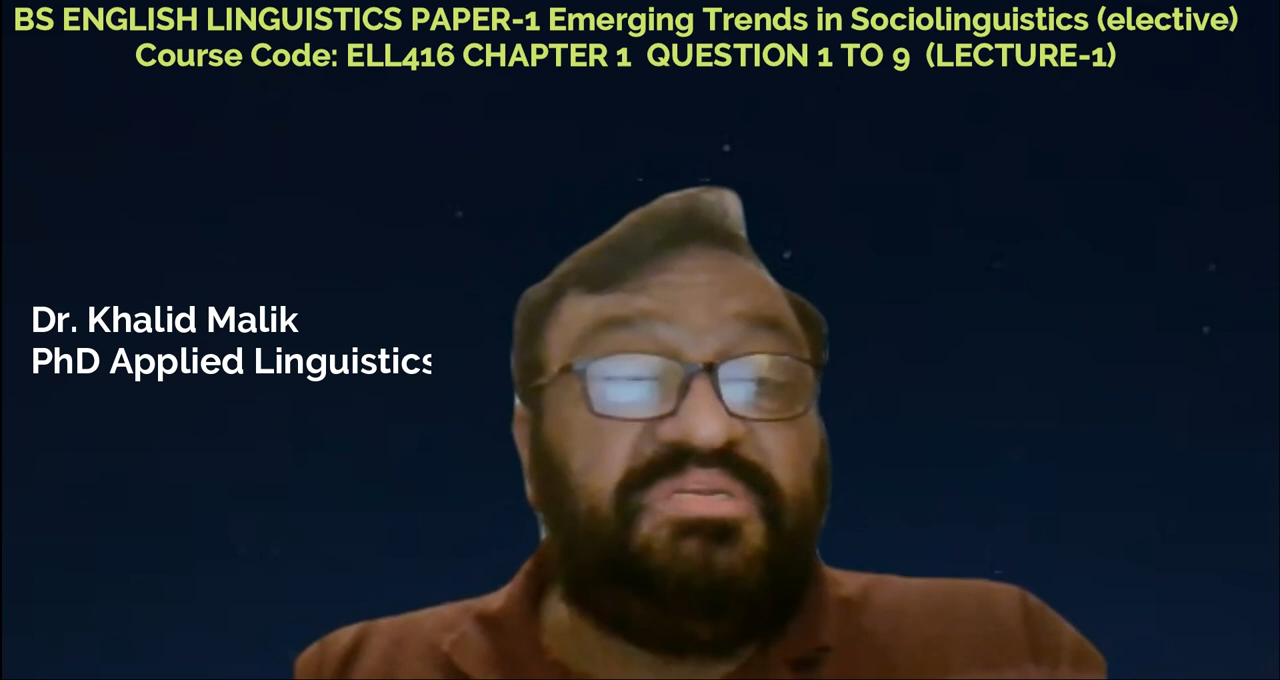 BS ENGLISH LINGUISTICS PAPER-1 Emerging Trends in Sociolinguistics (elective)
Course Code: ELL416 CHAPTER 1 QUESTION 1 TO 9 (LECTURE-1)
Dr. Khalid Malik
PhD Applied Linguistics